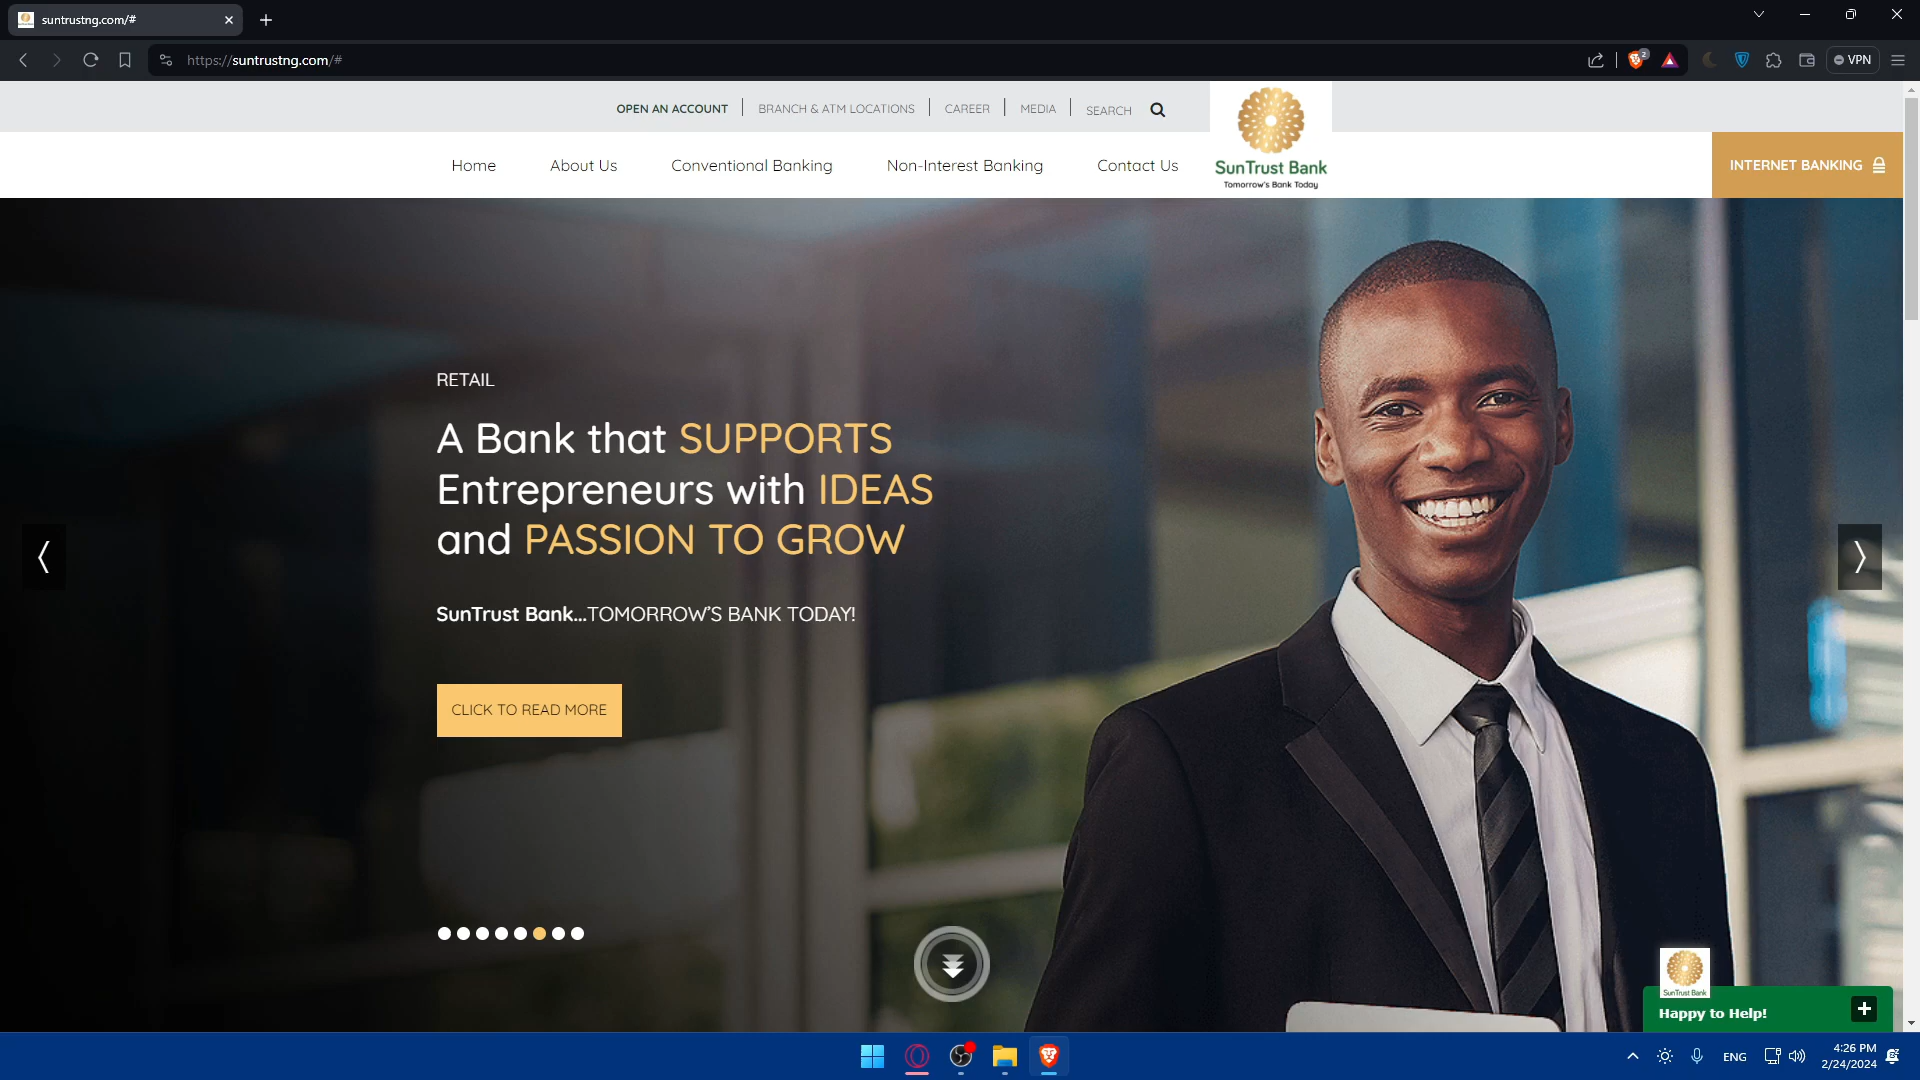 suntrustng.com/#
https://suntrustng.com/#
2
VPN
OPEN AN ACCOUNT
BRANCH & ATM LOCATIONS
CAREER
MEDIA
SEARCH
Home
About Us
Conventional Banking
Non-Interest Banking
Contact Us
SunTrust Bank
Tomorrow's Bank Today
INTERNET BANKING
RETAIL
A Bank that SUPPORTS
Entrepreneurs with IDEAS
and PASSION TO GROW
SunTrust Bank...TOMORROW'S BANK TODAY!
CLICK TO READ MORE
SunTrust Bank
Happy to Help!
ENG
4:26 PM
2/24/2024